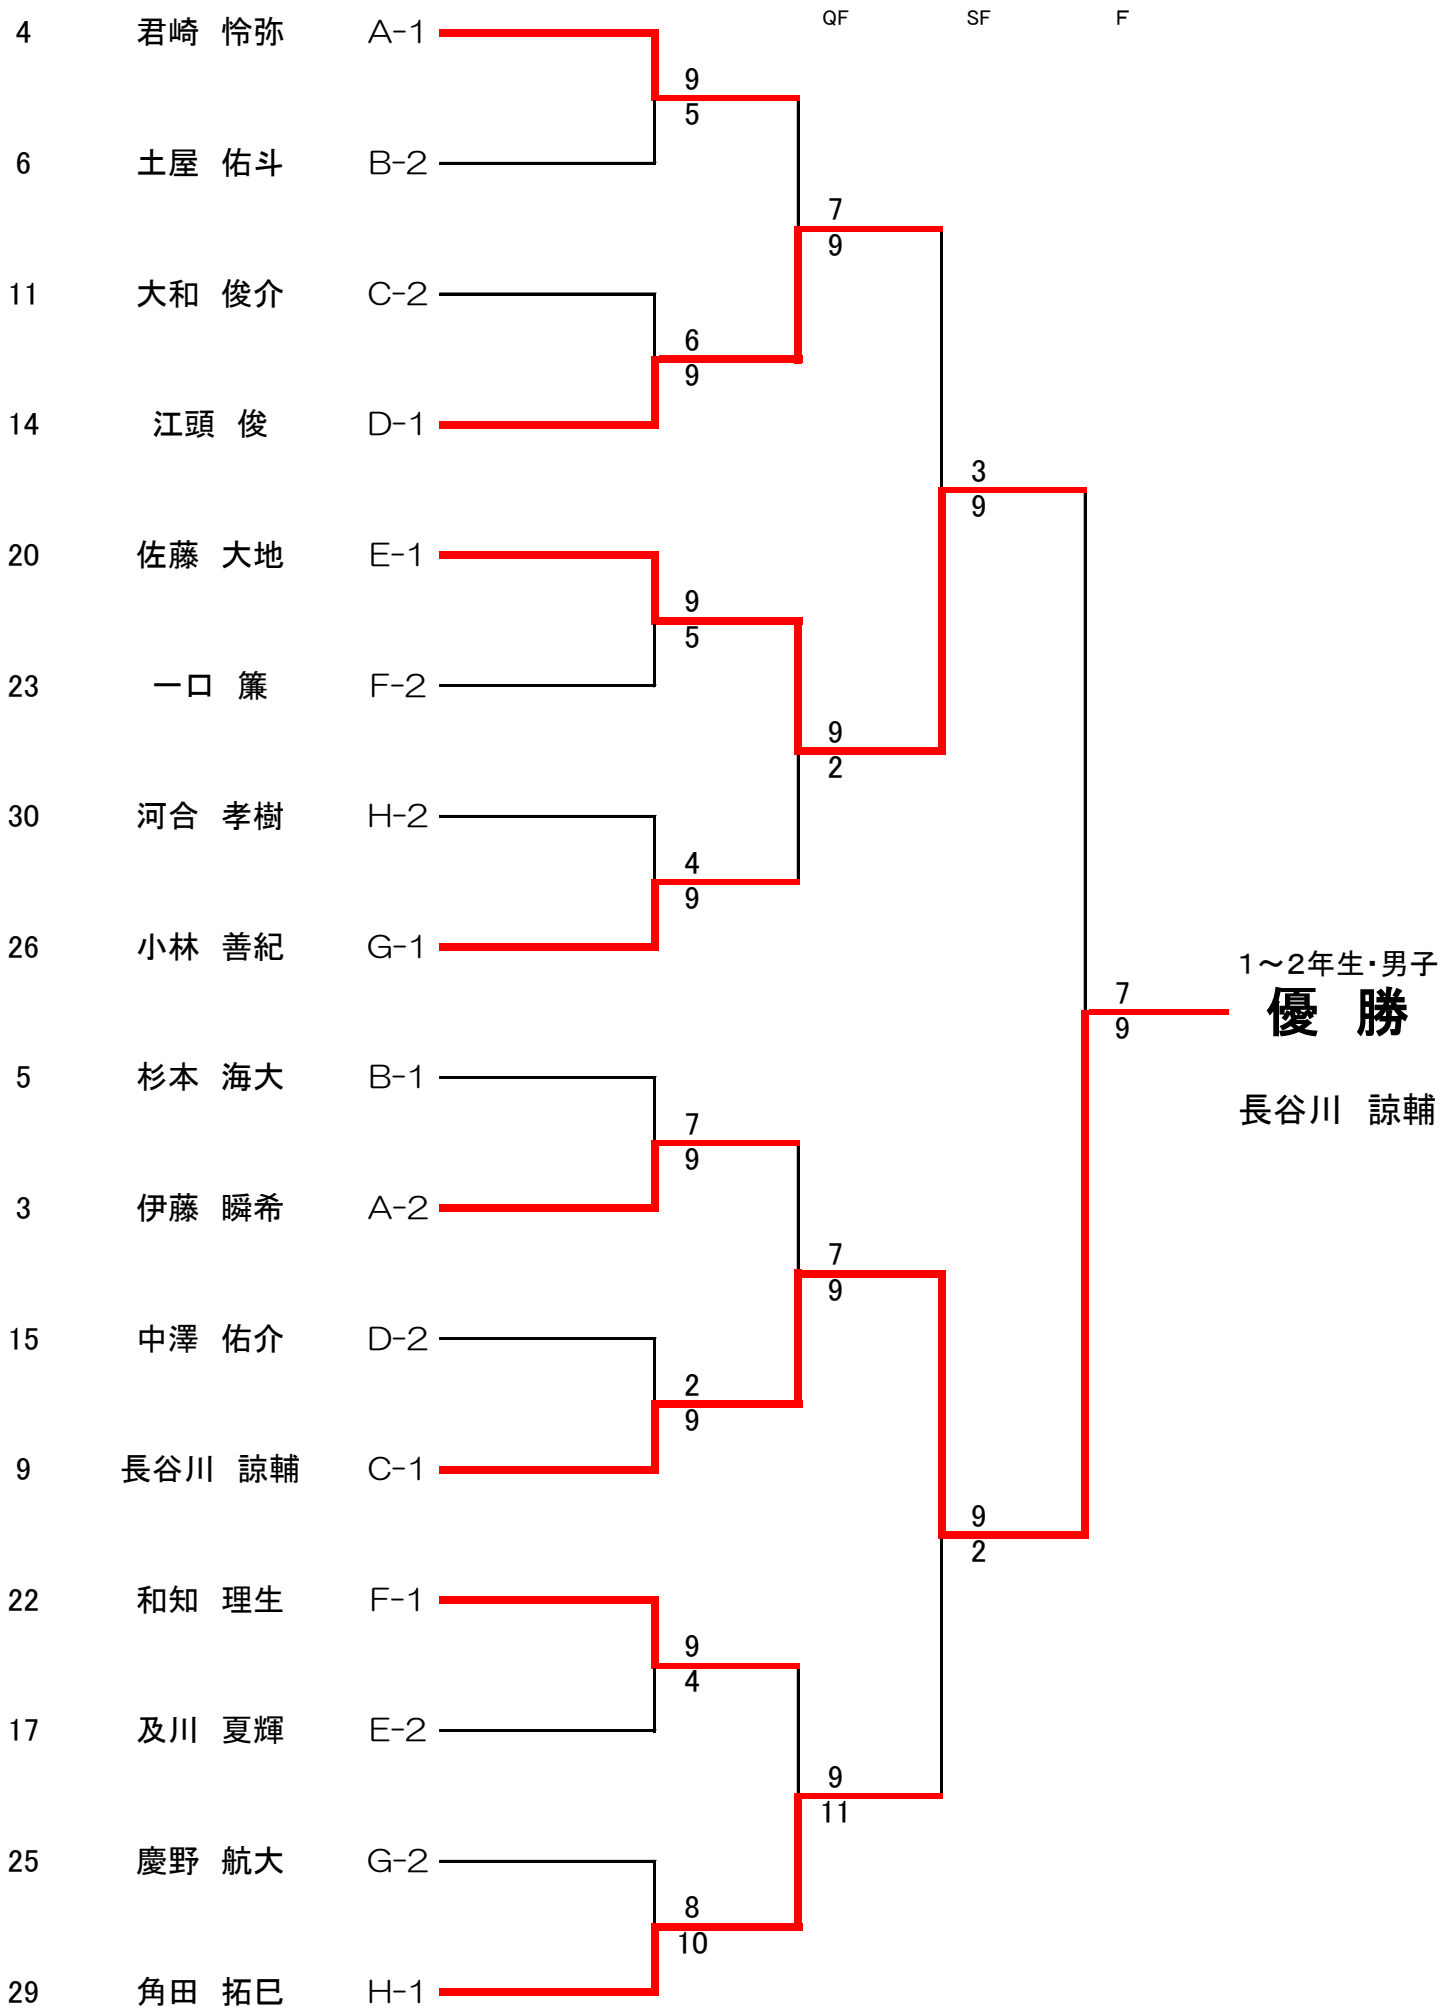 QF SF F
4 君崎 怜弥 A-1
9
5
6 土屋 佑斗 B-2
7
9
11 大和 俊介 C-2
6
9
14 江頭 俊 D-1
3
9
20 佐藤 大地 E-1
9
5
23 一口 簾 F-2
9
2
30 河合 孝樹 H-2
4
9
26 小林 善紀 G-1
1～2年生・男子
7
9
優 勝
長谷川 諒輔
5 杉本 海大 B-1
7
9
3 伊藤 瞬希 A-2
7
9
15 中澤 佑介 D-2
2
9
9 長谷川 諒輔 C-1
9
2
22 和知 理生 F-1
9
4
17 及川 夏輝 E-2
9
11
25 慶野 航大 G-2
8
10
29 角田 拓巳 H-1